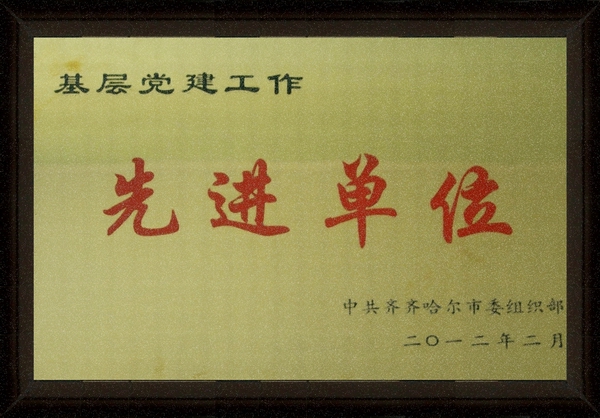 基层党建工作
先进单位
中共齐齐哈尔市委组织部
二〇一二年二月